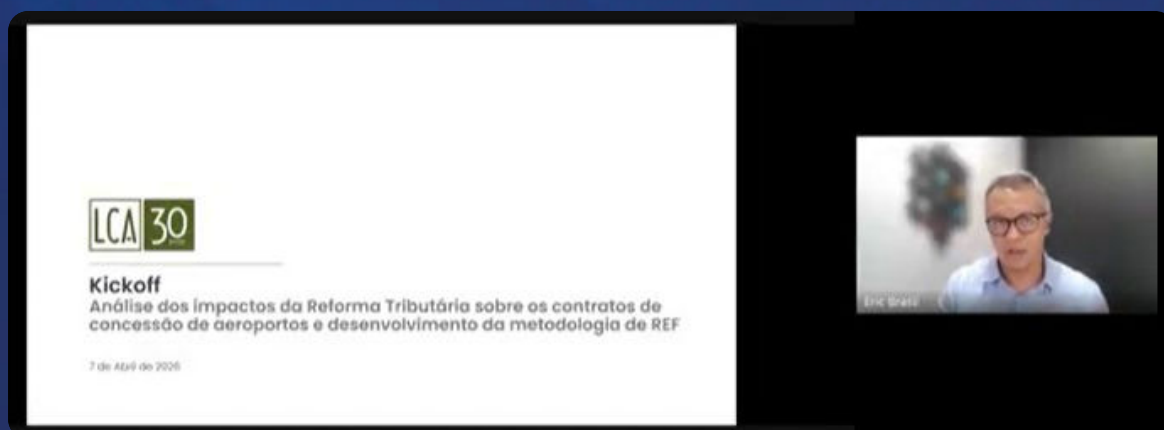 LCA 30
Kickoff
Análise dos impactos da Reforma Tributária sobre os contratos de
concessão de aeroportos e desenvolvimento da metodologia de REF
7 de Abril de 2026
Eric